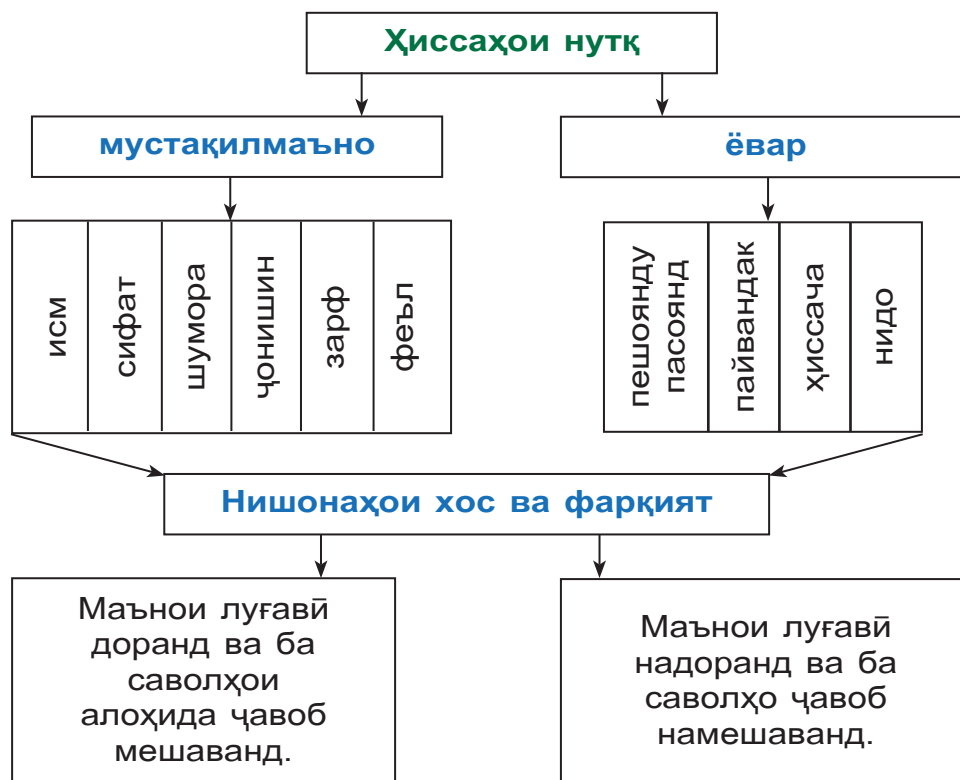 Ҳиссаҳои нутқ
мустақилмаъно
ёвар
исм
сифат
шумора
ҷонишин
зарф
феъл
пешоянду
пасоянд
пайвандак
ҳиссача
нидо
Нишонаҳои хос ва фарқият
Маънои луғавӣ
доранд ва ба
саволҳои
алоҳида ҷавоб
мешаванд.
Маънои луғавӣ
надоранд ва ба
саволҳо ҷавоб
намешаванд.